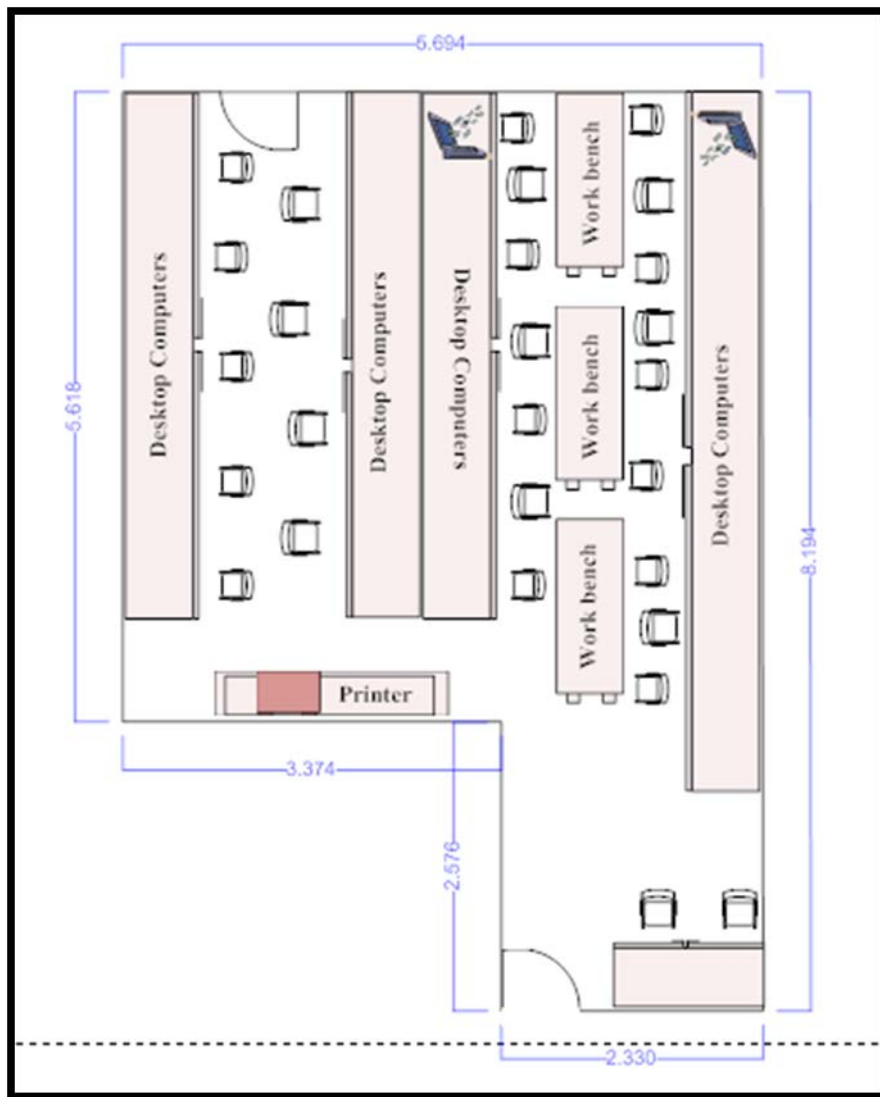 5.694
Desktop Computers
Desktop Computers
Desktop Computers
Work bench
Work bench
Work bench
Desktop Computers
5.618
8.194
Printer
3.374
2.576
2.330